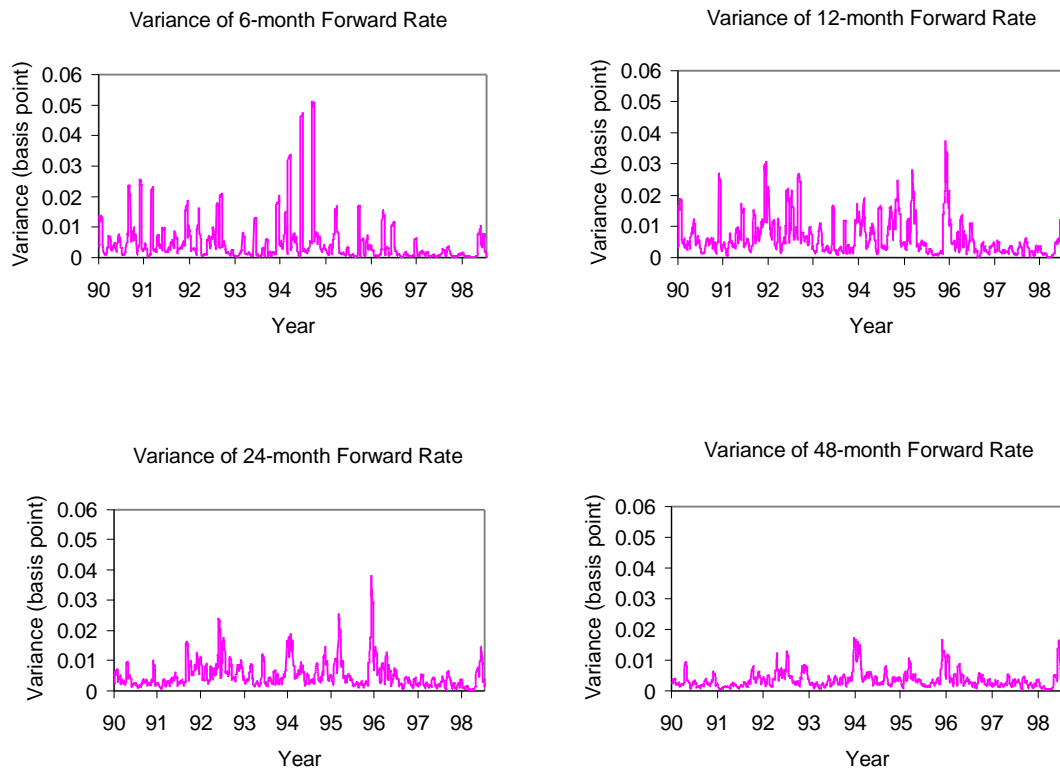 Variance of 6-month Forward Rate
Variance (basis point)
0.06
0.05
0.04
0.03
0.02
0.01
0
90 91 92 93 94 95 96 97 98
Year
Variance of 12-month Forward Rate
Variance (basis point)
0.06
0.05
0.04
0.03
0.02
0.01
0
90 91 92 93 94 95 96 97 98
Year
Variance of 24-month Forward Rate
Variance (basis point)
0.06
0.05
0.04
0.03
0.02
0.01
0
90 91 92 93 94 95 96 97 98
Year
Variance of 48-month Forward Rate
Variance (basis point)
0.06
0.05
0.04
0.03
0.02
0.01
0
90 91 92 93 94 95 96 97 98
Year